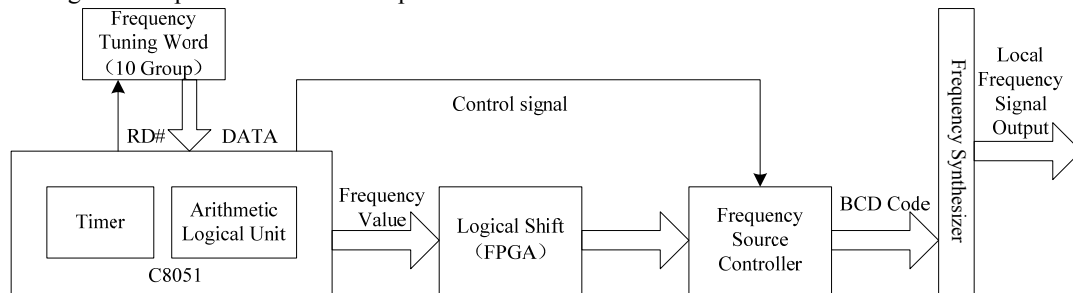 Frequency
Tuning Word
（10 Group）
RD#
DATA
Control signal
Timer
Arithmetic
Logical Unit
C8051
Frequency
Value
Logical Shift
（FPGA）
Frequency
Source
Controller
BCD Code
Frequency Synthesizer
Local
Frequency
Signal
Output